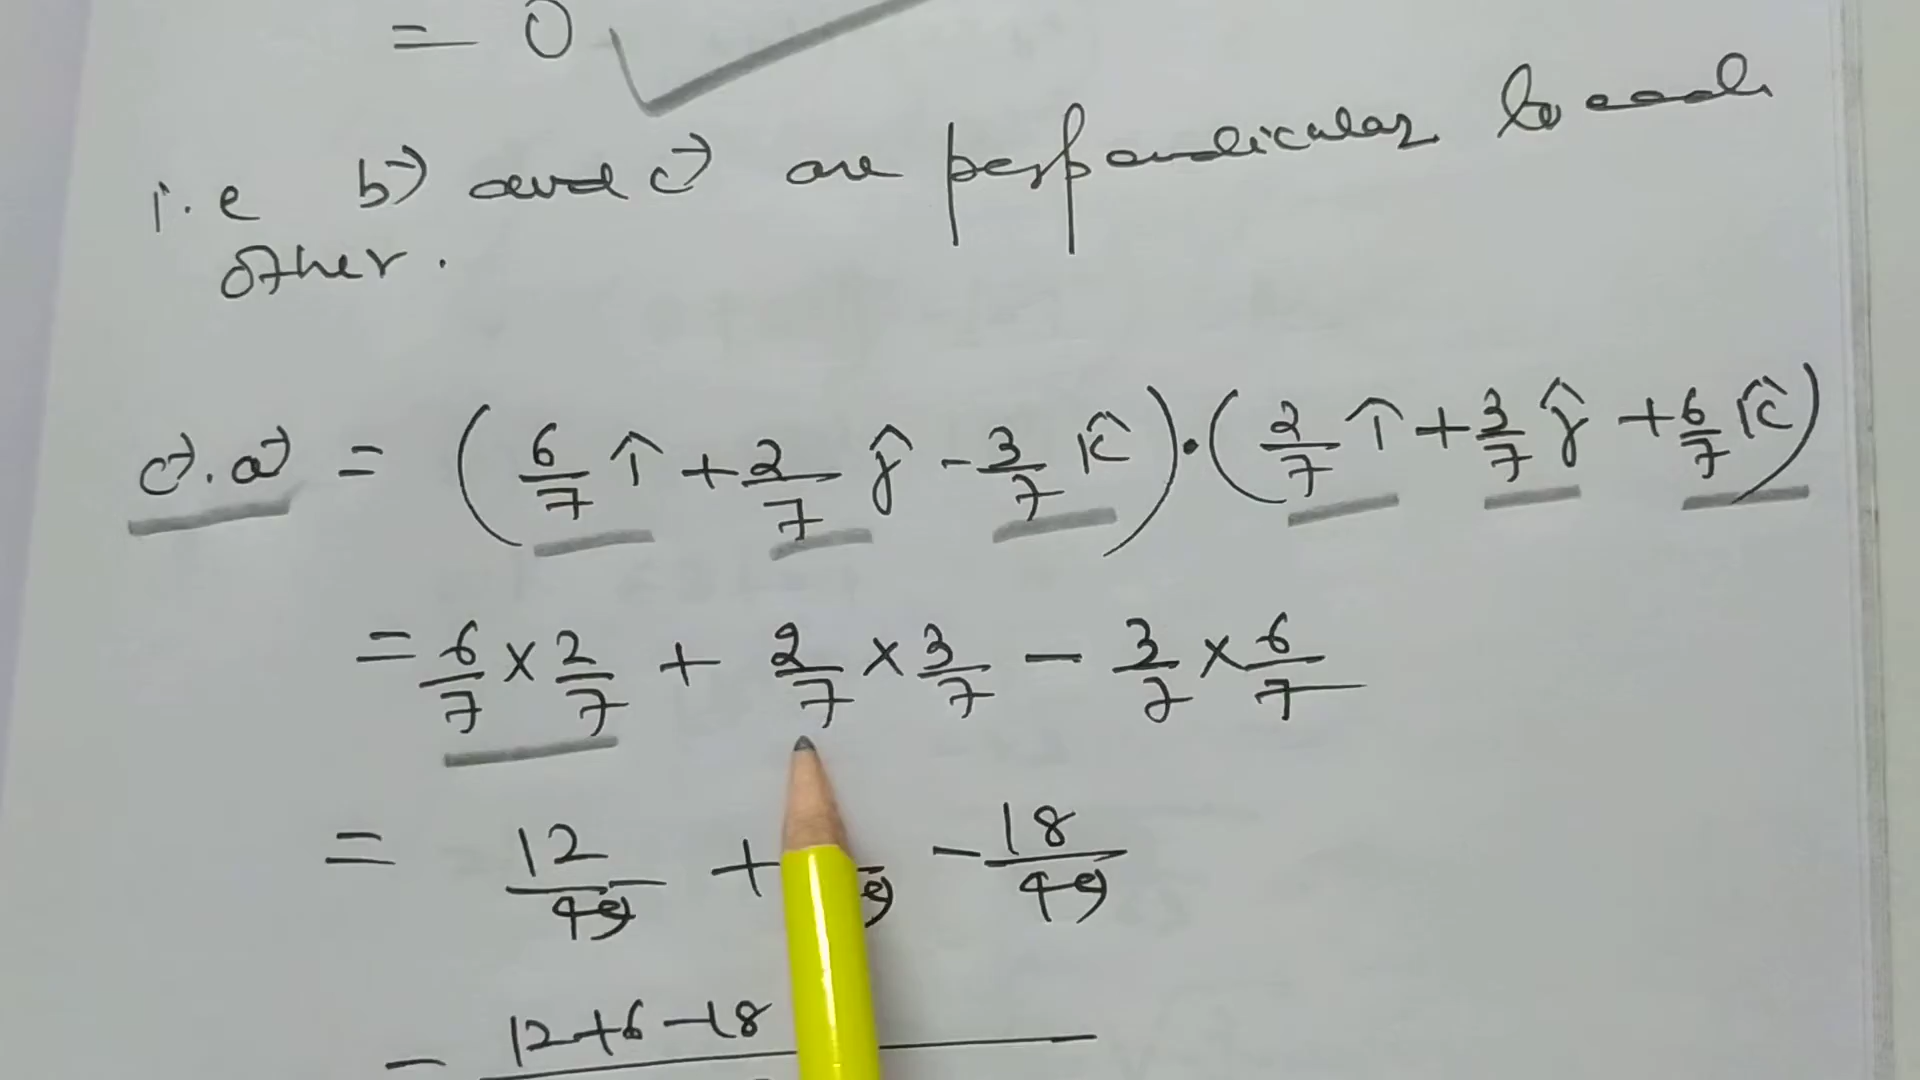 = 0
i.e b⃗ and c⃗ are perpendicular to each
other.
c⃗.a⃗ = (6/7 î + 2/7 ĵ - 3/7 k̂).(2/7 î + 3/7 ĵ + 6/7 k̂)
= 6/7 × 2/7 + 2/7 × 3/7 - 3/7 × 6/7
= 12/49 + - 18/49
= 12+6-18